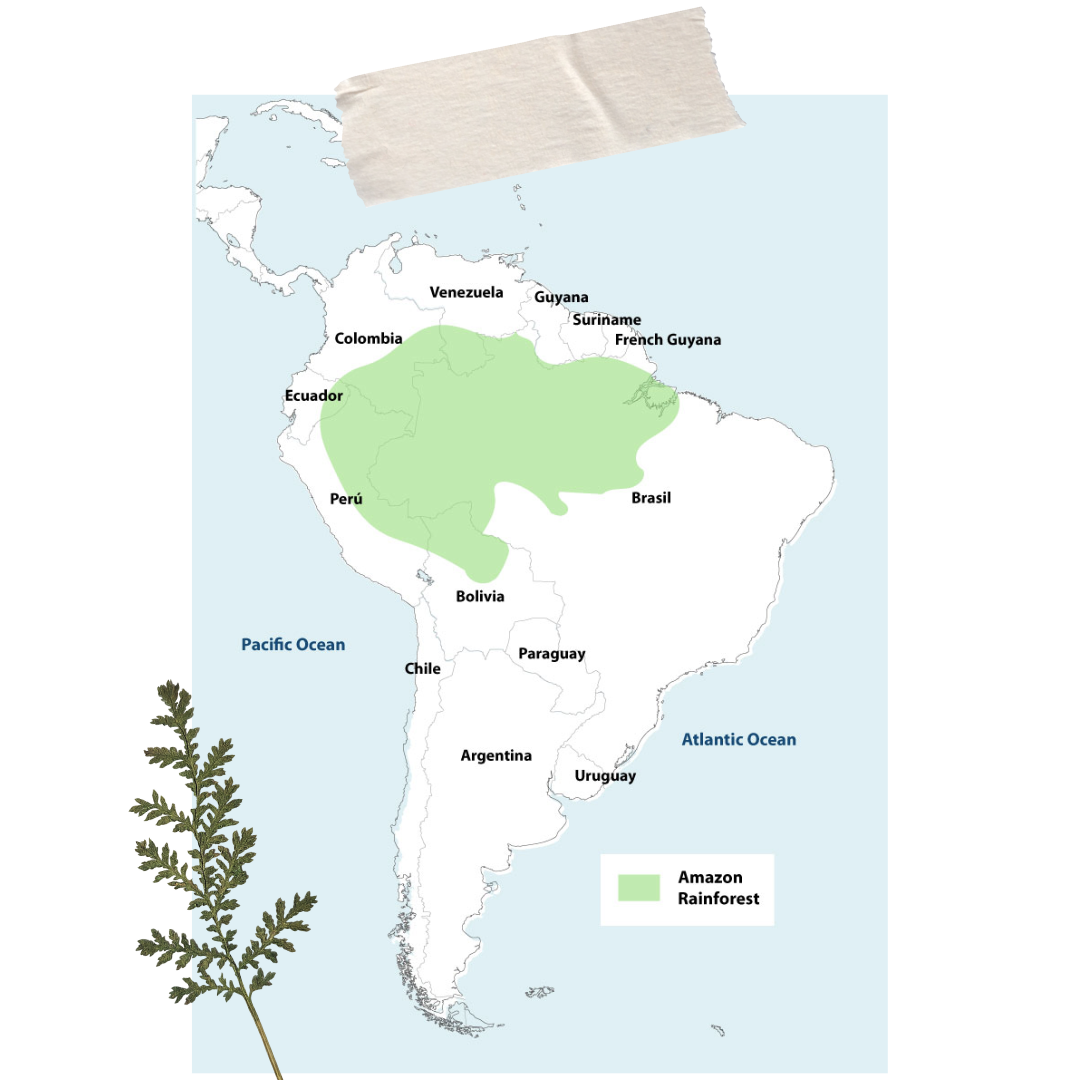 Venezuela
Guyana
Suriname
French Guyana
Colombia
Ecuador
Perú
Brasil
Bolivia
Pacific Ocean
Paraguay
Chile
Atlantic Ocean
Argentina
Uruguay
Amazon
Rainforest